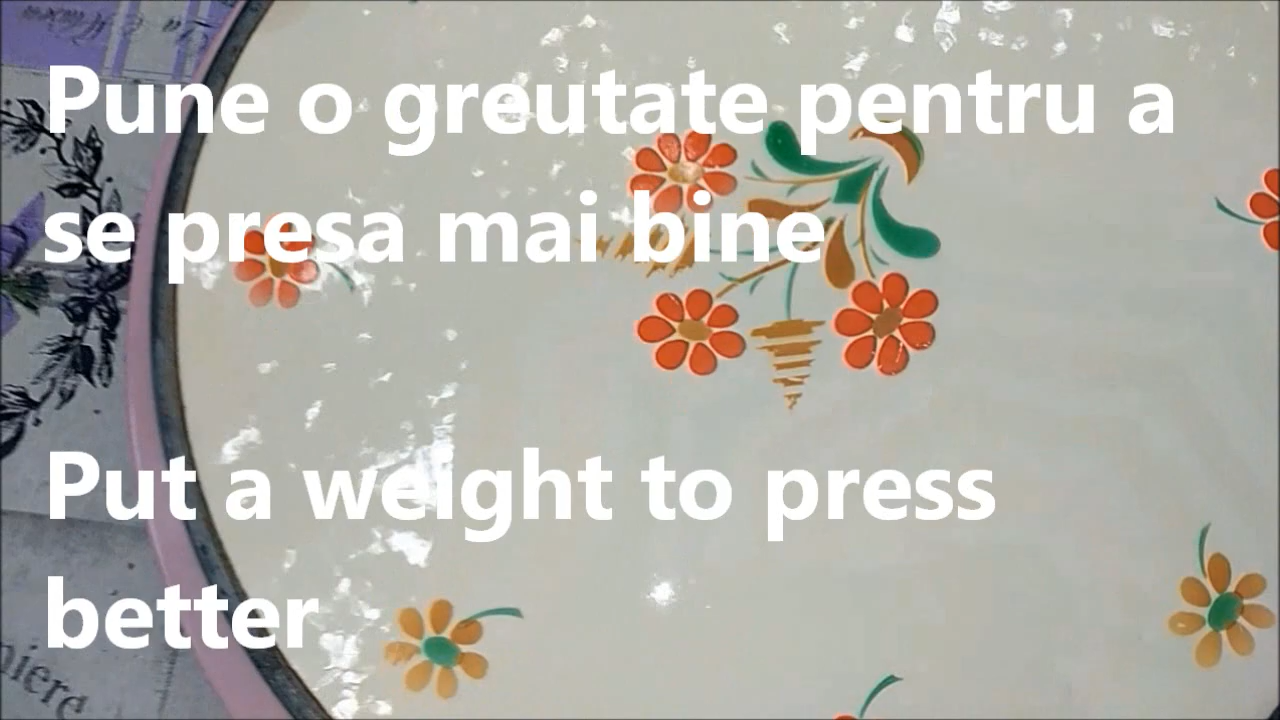 Pune o greutate pentru a
se presa mai bine
Put a weight to press
better